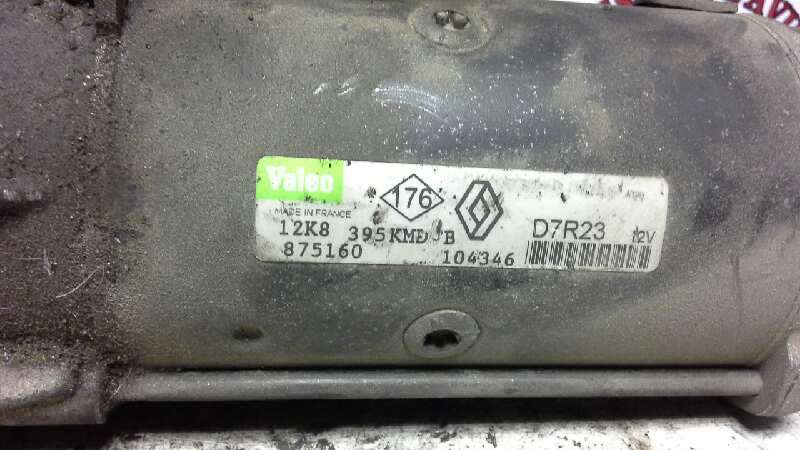 Valeo
176
MADE IN FRANCE
12K8 395KMD B
D7R23 12V
875160
104346